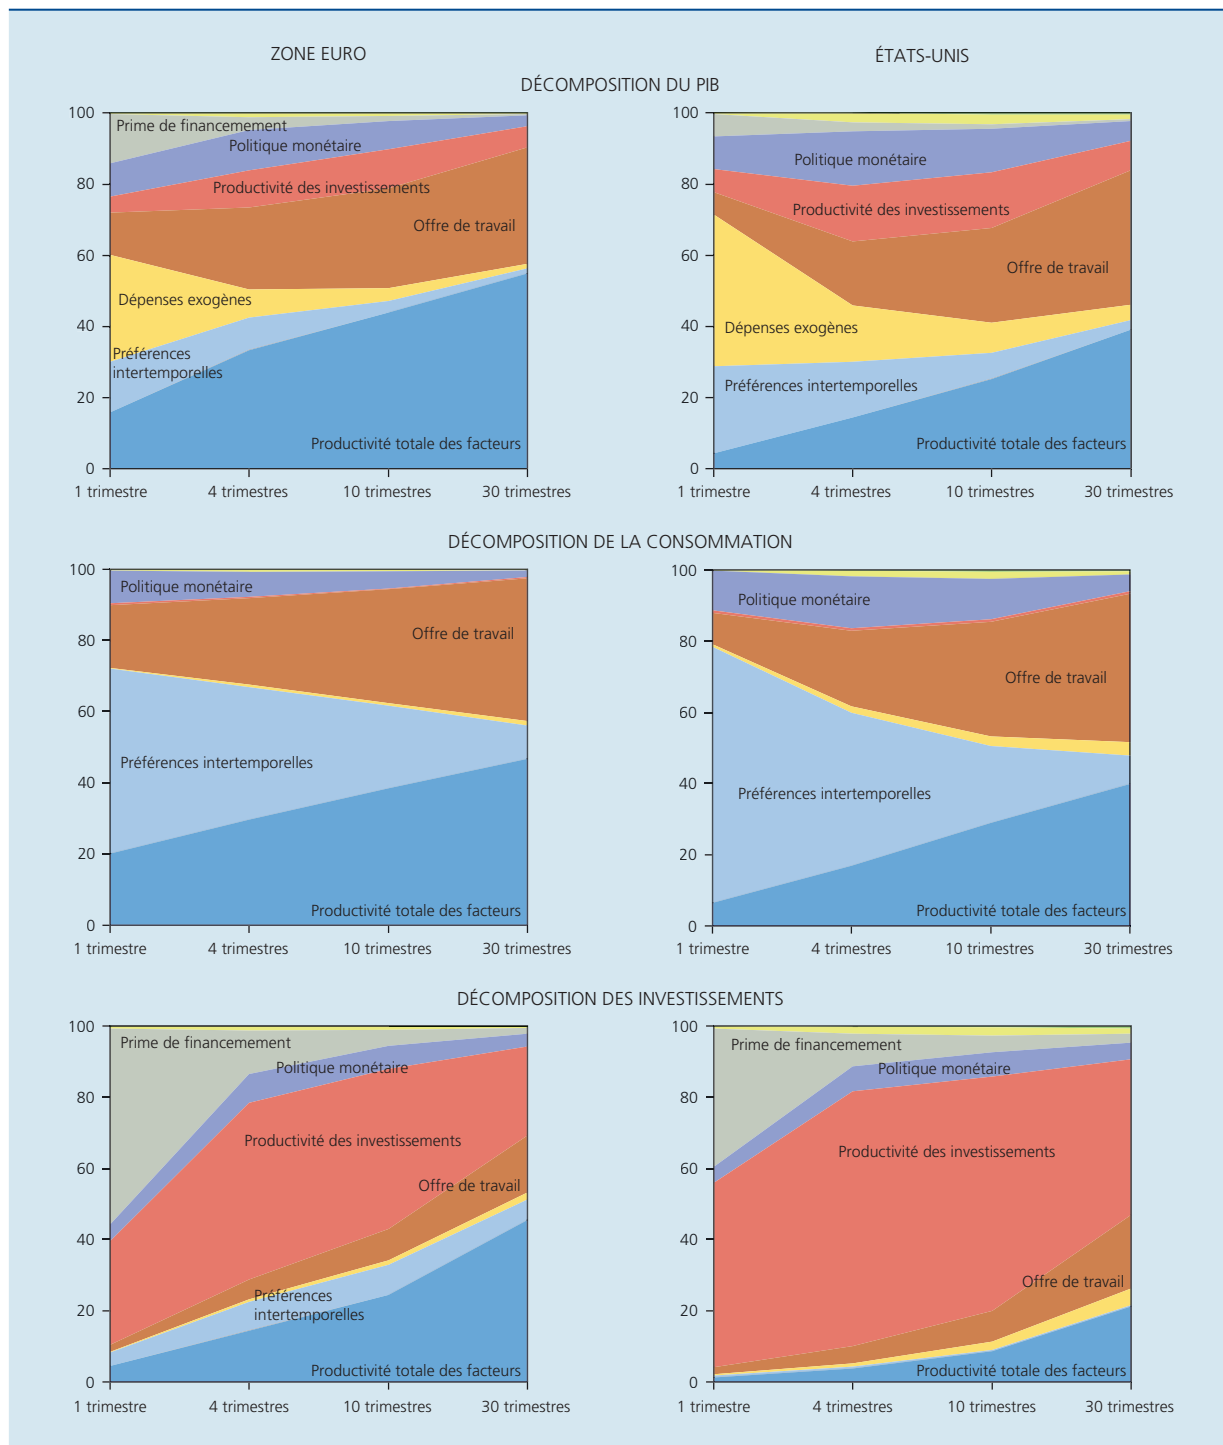 ZONE EURO
ÉTATS-UNIS
DÉCOMPOSITION DU PIB
100
80
60
40
20
0
Prime de financemement
Politique monétaire
Productivité des investissements
Offre de travail
Dépenses exogènes
Préférences
intertemporelles
Productivité totale des facteurs
1 trimestre
4 trimestres
10 trimestres
30 trimestres
100
80
60
40
20
0
Politique monétaire
Productivité des investissements
Offre de travail
Dépenses exogènes
Préférences intertemporelles
Productivité totale des facteurs
1 trimestre
4 trimestres
10 trimestres
30 trimestres
DÉCOMPOSITION DE LA CONSOMMATION
100
80
60
40
20
0
Politique monétaire
Offre de travail
Préférences intertemporelles
Productivité totale des facteurs
1 trimestre
4 trimestres
10 trimestres
30 trimestres
100
80
60
40
20
0
Politique monétaire
Offre de travail
Préférences intertemporelles
Productivité totale des facteurs
1 trimestre
4 trimestres
10 trimestres
30 trimestres
DÉCOMPOSITION DES INVESTISSEMENTS
100
80
60
40
20
0
Prime de financemement
Politique monétaire
Productivité des investissements
Offre de travail
Préférences
intertemporelles
Productivité totale des facteurs
1 trimestre
4 trimestres
10 trimestres
30 trimestres
100
80
60
40
20
0
Prime de financemement
Politique monétaire
Productivité des investissements
Offre de travail
Productivité totale des facteurs
1 trimestre
4 trimestres
10 trimestres
30 trimestres